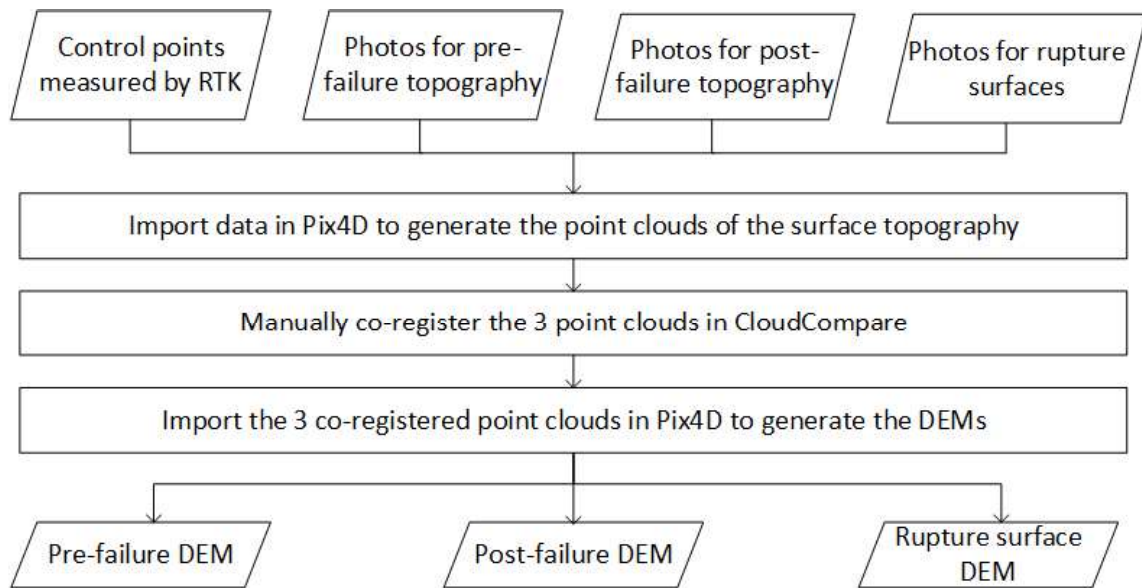 Control points
measured by RTK
Photos for pre-
failure topography
Photos for post-
failure topography
Photos for rupture
surfaces
Import data in Pix4D to generate the point clouds of the surface topography
Manually co-register the 3 point clouds in CloudCompare
Import the 3 co-registered point clouds in Pix4D to generate the DEMs
Pre-failure DEM
Post-failure DEM
Rupture surface
DEM